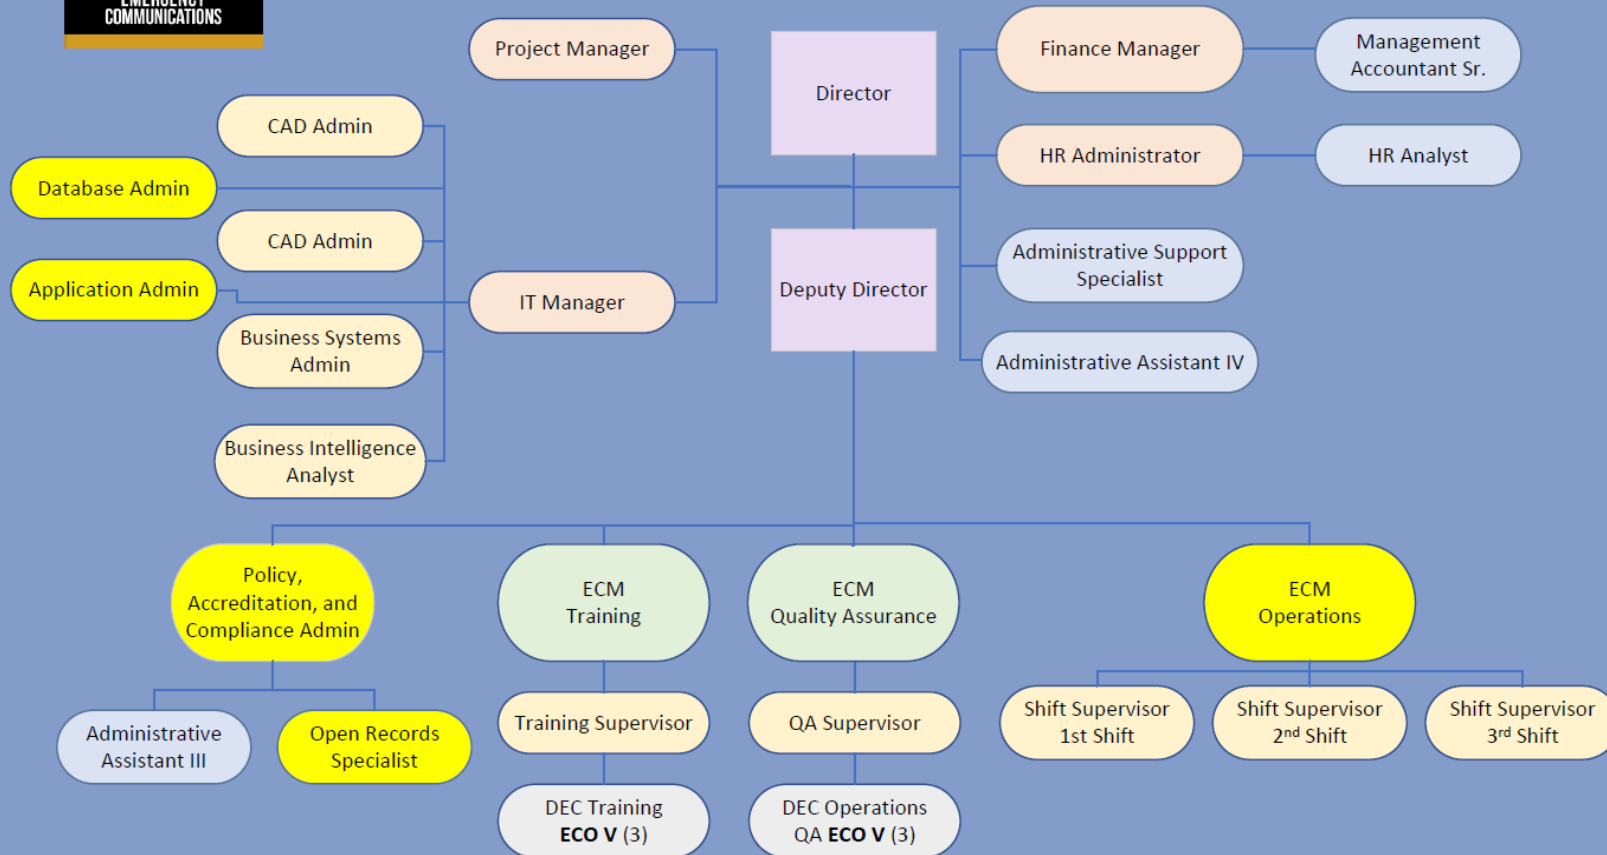 EMERGENCY
COMMUNICATIONS
Project Manager
Director
Finance Manager
Management
Accountant Sr.
CAD Admin
HR Administrator
HR Analyst
Database Admin
CAD Admin
Administrative Support
Specialist
Application Admin
IT Manager
Deputy Director
Business Systems
Admin
Administrative Assistant IV
Business Intelligence
Analyst
Policy,
Accreditation, and
Compliance Admin
ECM
Training
ECM
Quality Assurance
ECM
Operations
Administrative
Assistant III
Open Records
Specialist
Training Supervisor
QA Supervisor
Shift Supervisor
1st Shift
Shift Supervisor
2nd Shift
Shift Supervisor
3rd Shift
DEC Training
ECO V (3)
DEC Operations
QA ECO V (3)